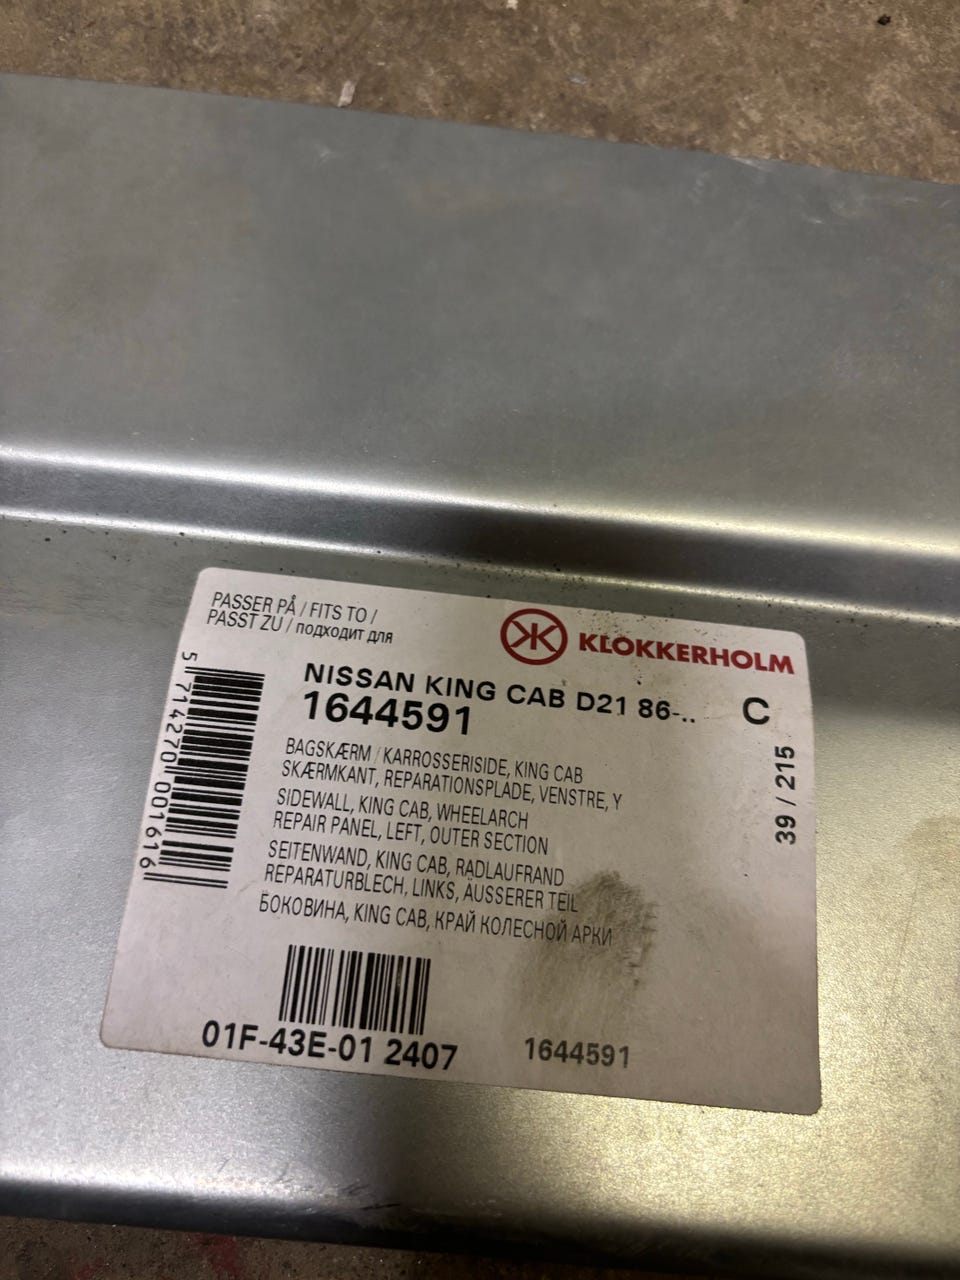 PASSER PÅ / FITS TO /
PASST ZU / подходит для
KLOKKERHOLM
NISSAN KING CAB D21 86-..
C
1644591
39 / 215
BAGSKÆRM / KARROSSERISIDE, KING CAB
SKÆRMKANT, REPARATIONSPLADE, VENSTRE, Y
SIDEWALL, KING CAB, WHEELARCH
REPAIR PANEL, LEFT, OUTER SECTION
SEITENWAND, KING CAB, RADLAUFRAND
REPARATURBLECH, LINKS, ÄUSSERER TEIL
БОКОВИНА, KING CAB, КРАЙ КОЛЕСНОЙ АРКИ
5 714270 001616
01F-43E-01 2407
1644591